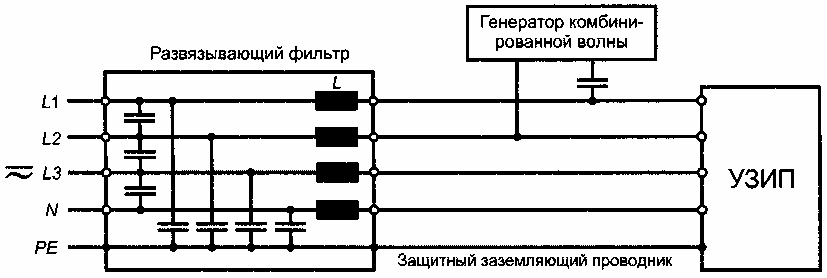 Генератор комбини-
рованной волны
Развязывающий фильтр
L
L1
L2
L3
N
PE
УЗИП
Защитный заземляющий проводник